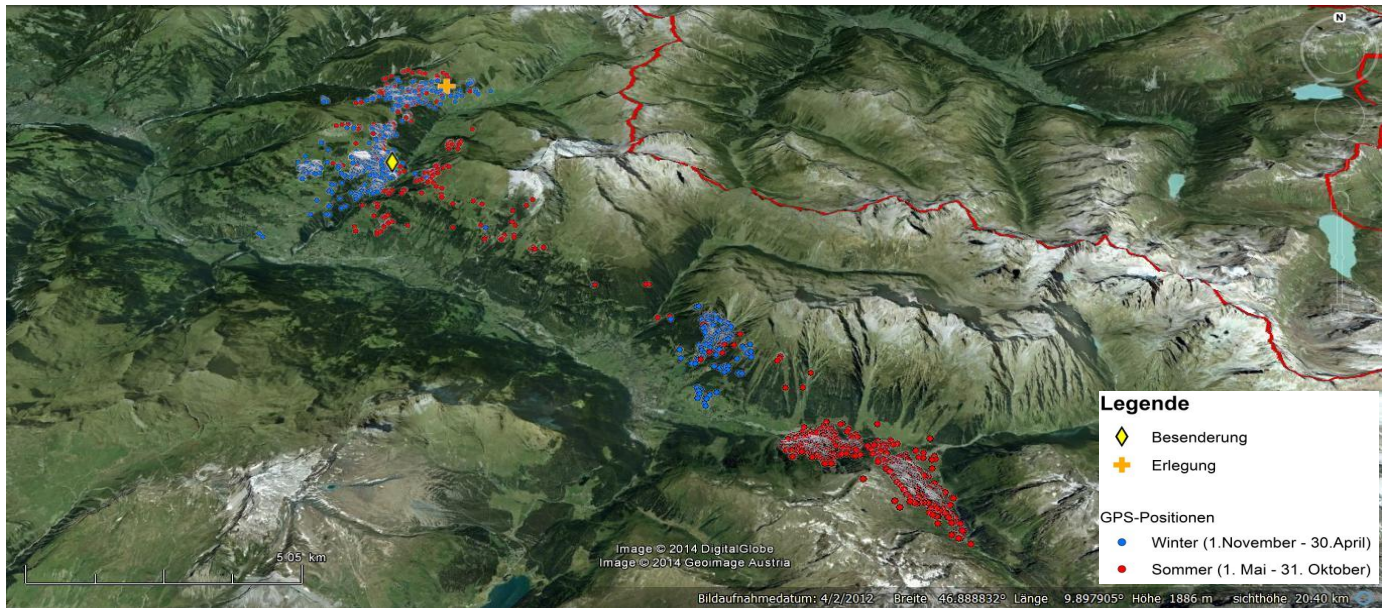 N
Legende
Besenderung
Erlegung
GPS-Positionen
Winter (1.November - 30.April)
Sommer (1. Mai - 31. Oktober)
5.05 km
Image © 2014 DigitalGlobe
Image © 2014 Geoimage Austria
Bildaufnahmedatum: 4/2/2012 Breite 46.888832° Länge 9.897905° Höhe 1886 m sichthöhe 20.40 km